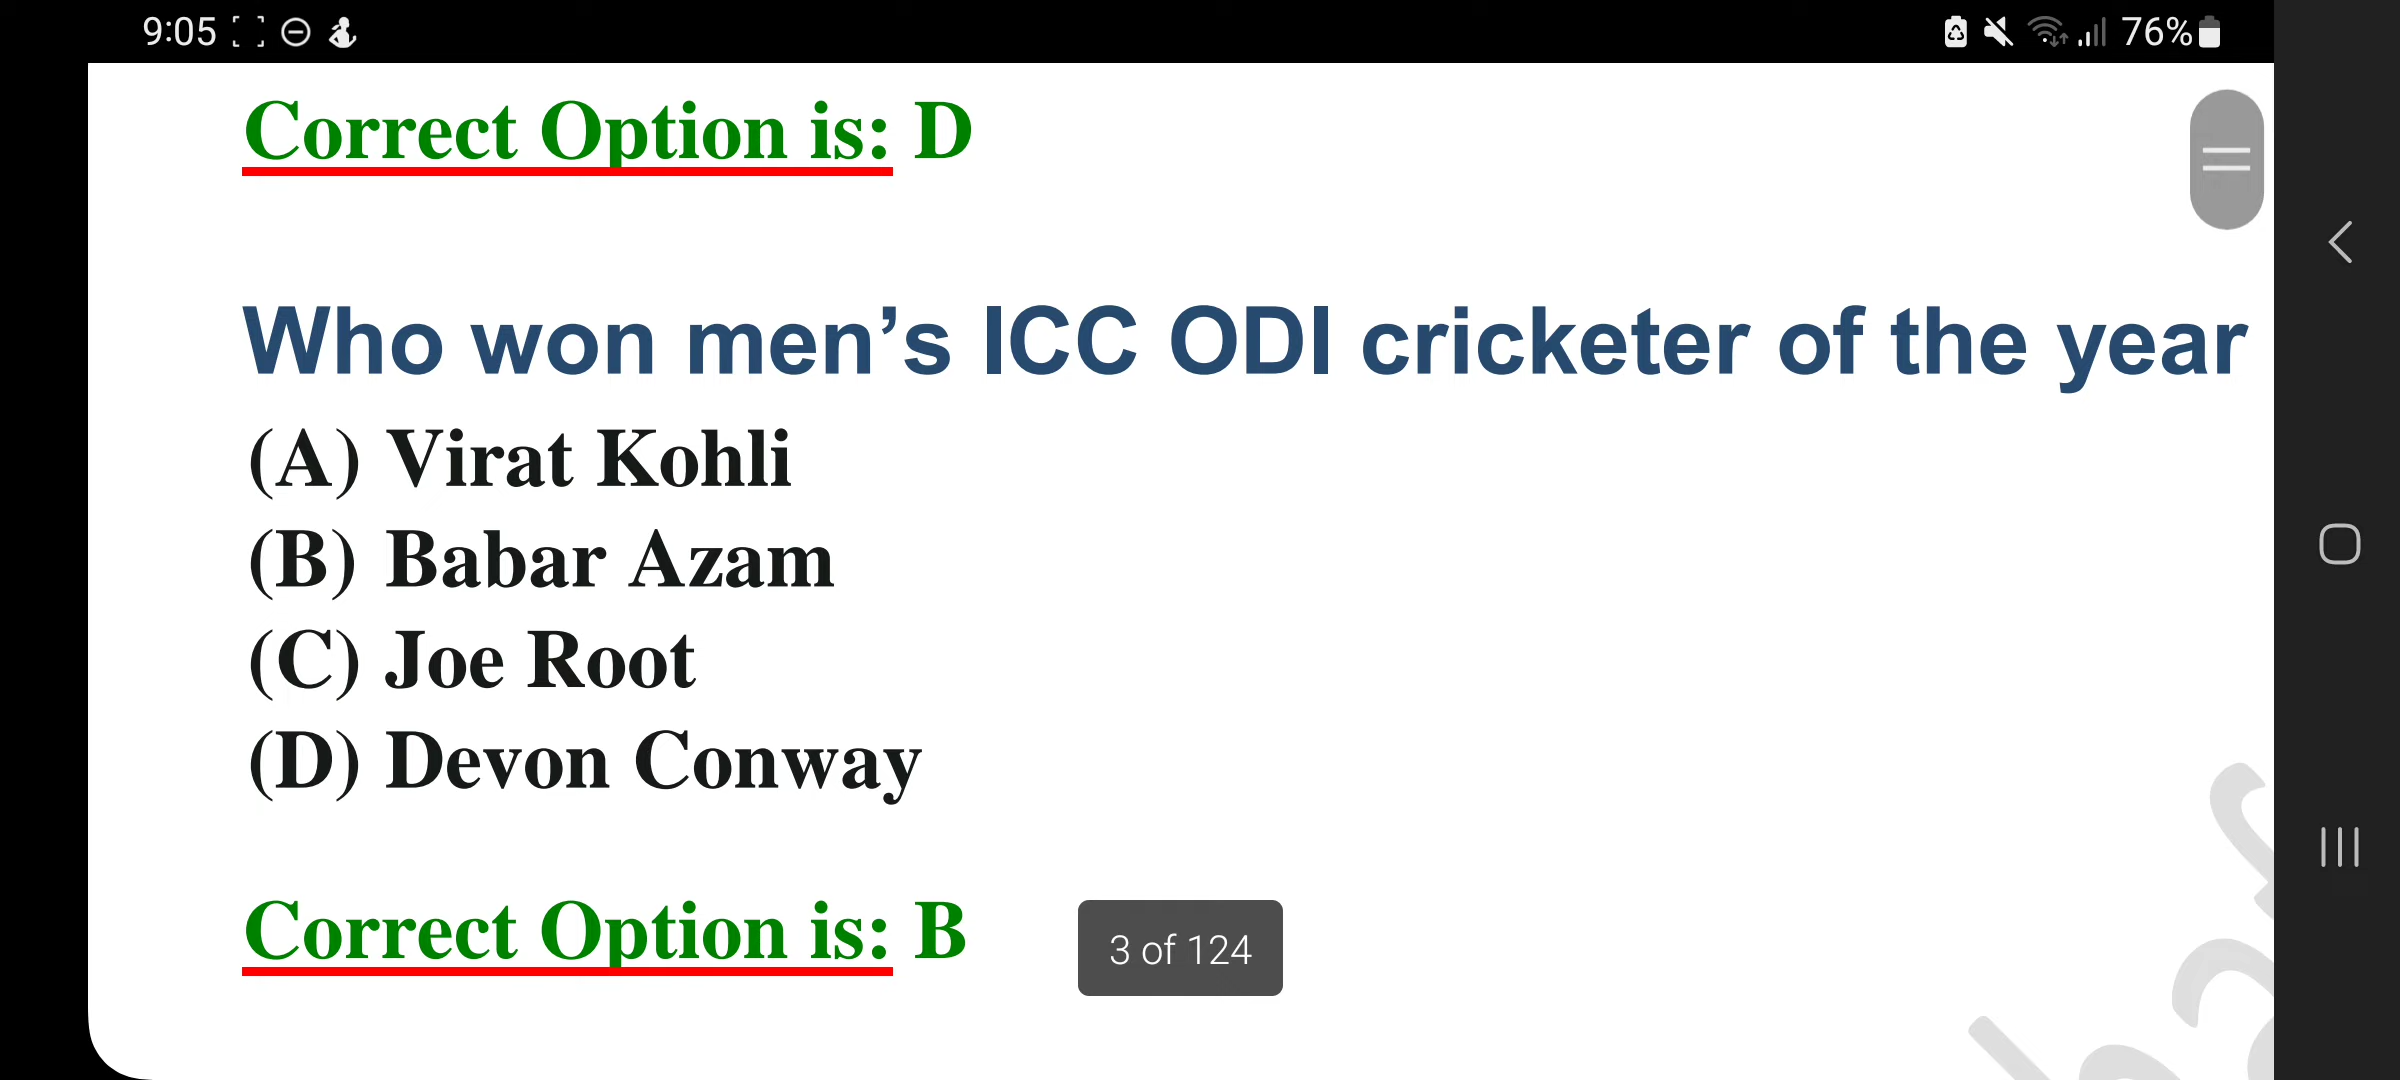 9:05 76%
Correct Option is: D
Who won men’s ICC ODI cricketer of the year
(A) Virat Kohli
(B) Babar Azam
(C) Joe Root
(D) Devon Conway
Correct Option is: B
3 of 124